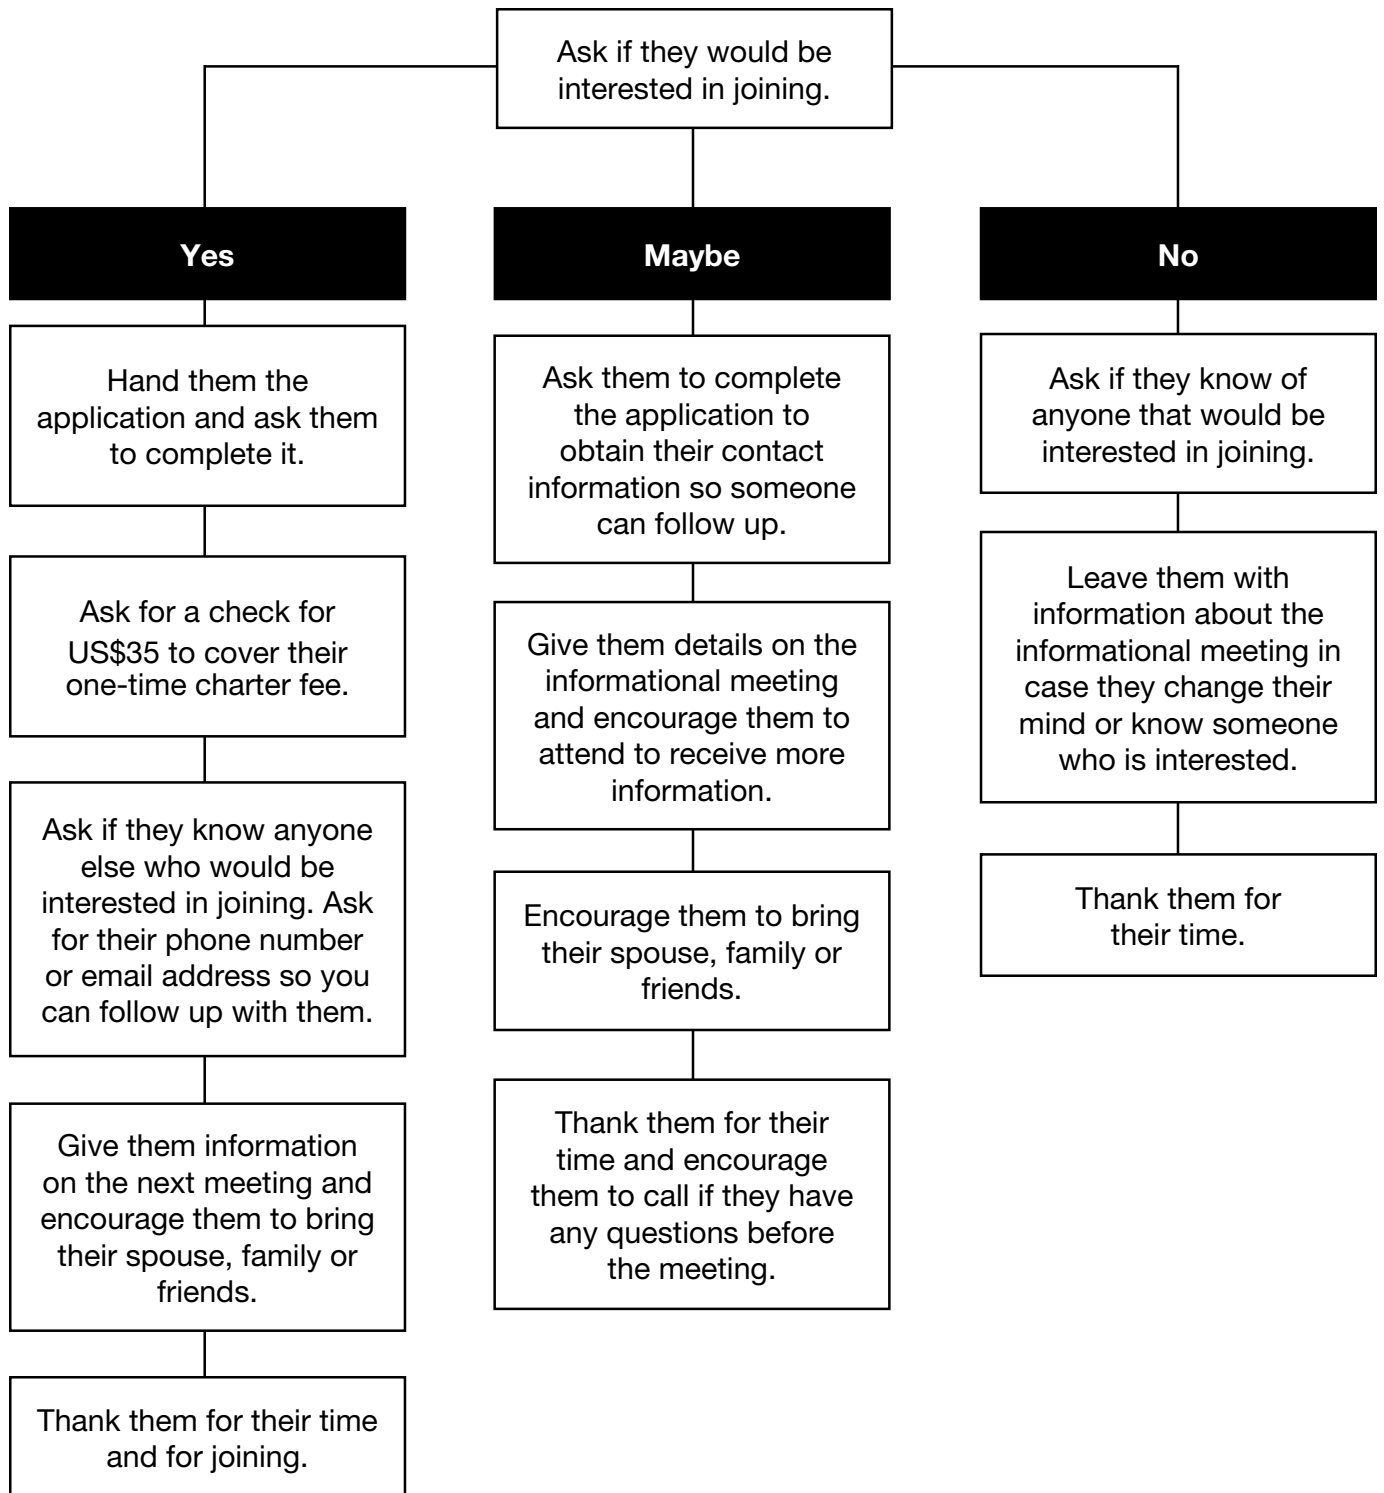 Ask if they would be
interested in joining.
Yes
Hand them the
application and ask them
to complete it.
Ask for a check for
US$35 to cover their
one-time charter fee.
Ask if they know anyone
else who would be
interested in joining. Ask
for their phone number
or email address so you
can follow up with them.
Give them information
on the next meeting and
encourage them to bring
their spouse, family or
friends.
Thank them for their time
and for joining.
Maybe
Ask them to complete
the application to
obtain their contact
information so someone
can follow up.
Give them details on the
informational meeting
and encourage them to
attend to receive more
information.
Encourage them to bring
their spouse, family or
friends.
Thank them for their
time and encourage
them to call if they have
any questions before
the meeting.
No
Ask if they know of
anyone that would be
interested in joining.
Leave them with
information about the
informational meeting in
case they change their
mind or know someone
who is interested.
Thank them for
their time.